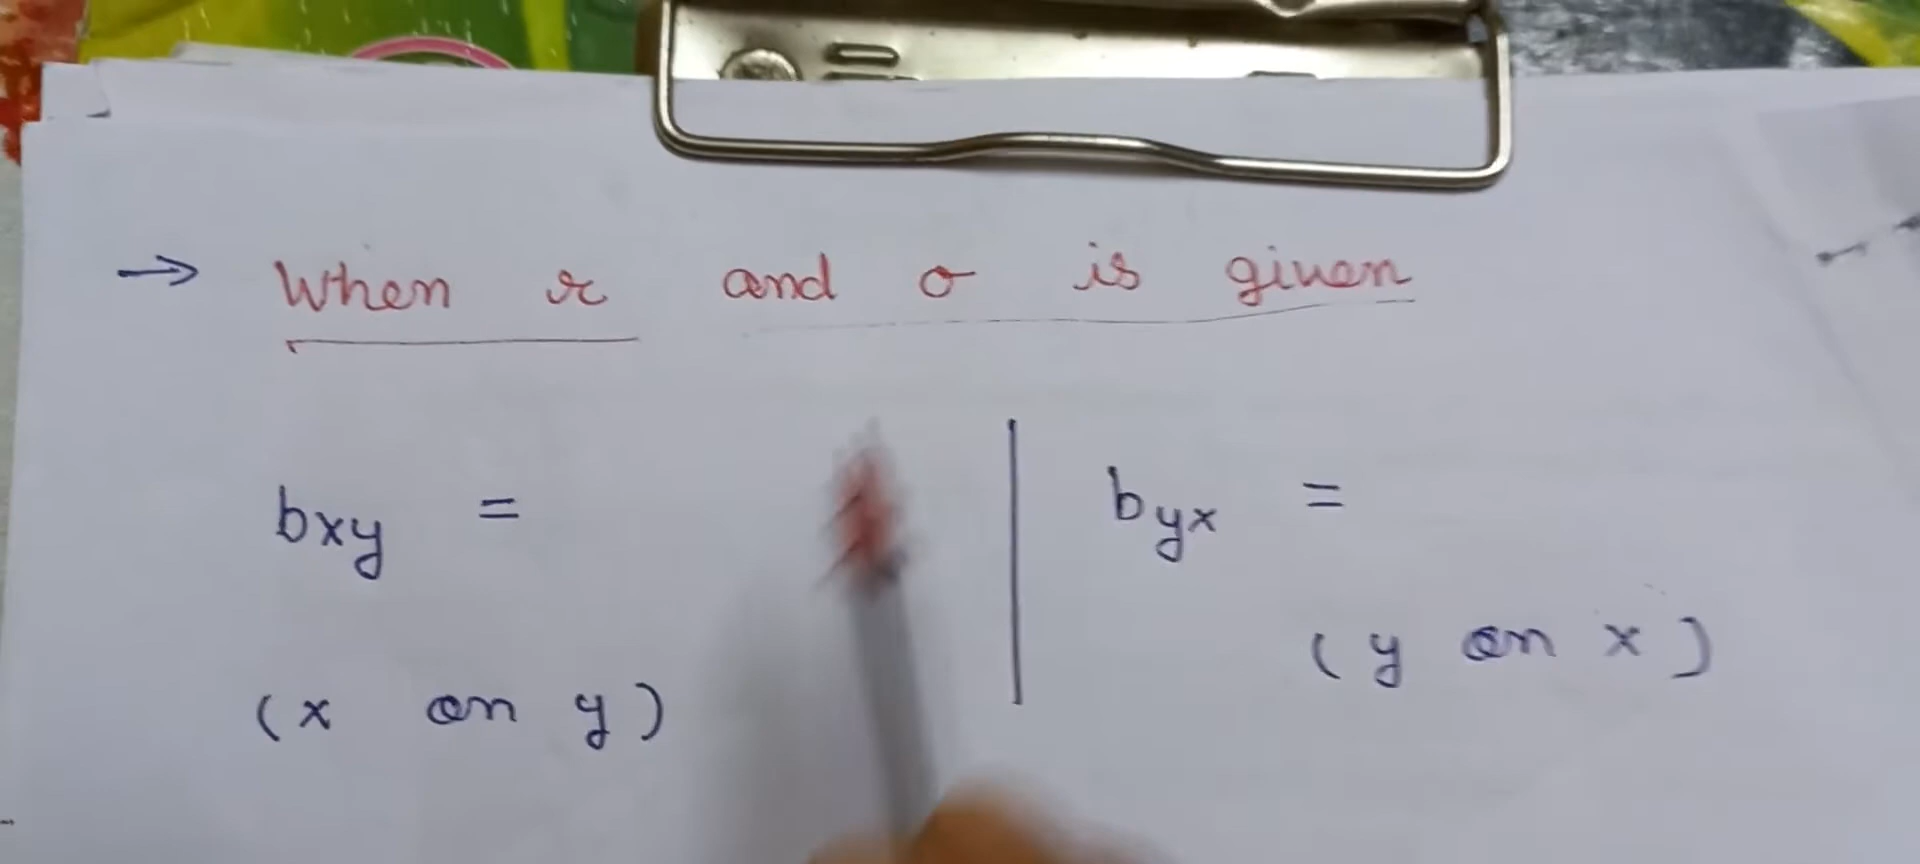 → When r and σ is given
bxy =
(x on y)
byx =
(y on x)